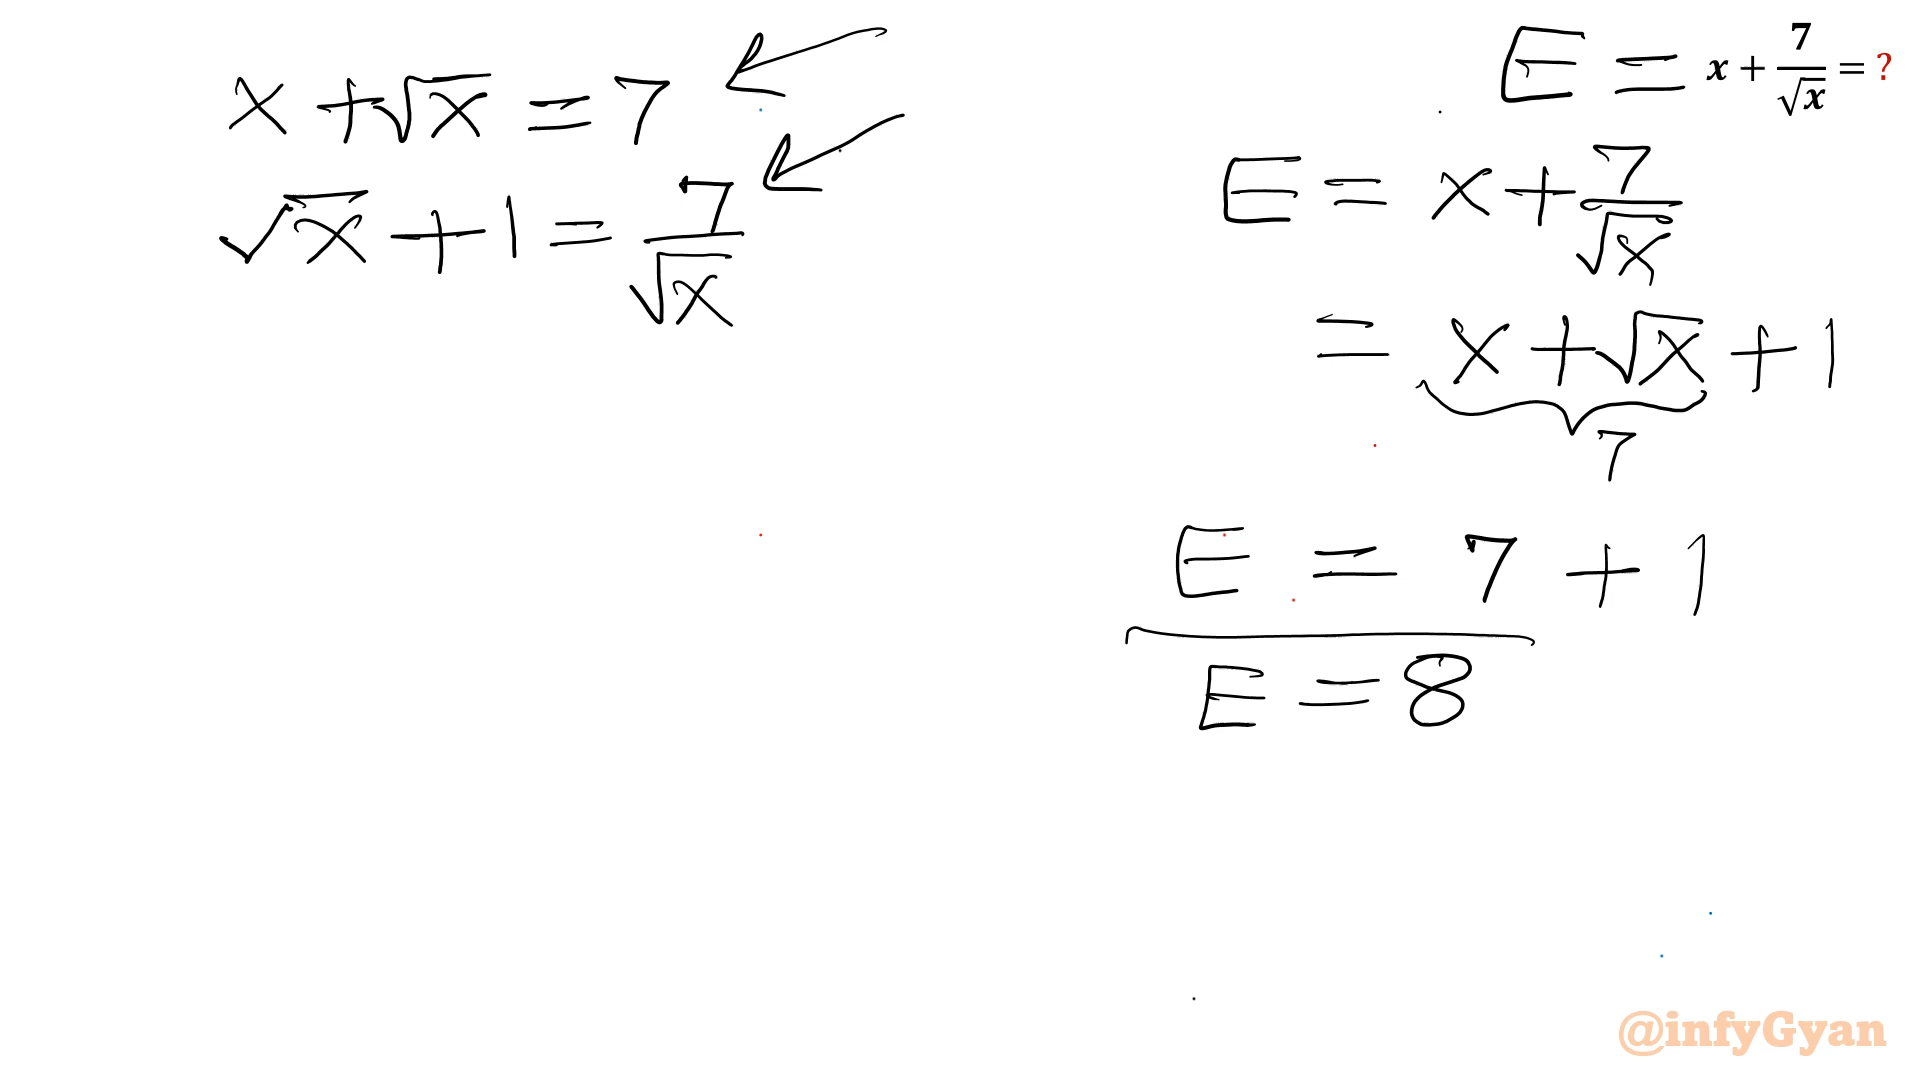 x + √x = 7
√x + 1 = 7/√x
E = x + 7/√x = ?
E = x + 7/√x
= x + √x + 1
7
E = 7 + 1
E = 8
@infyGyan